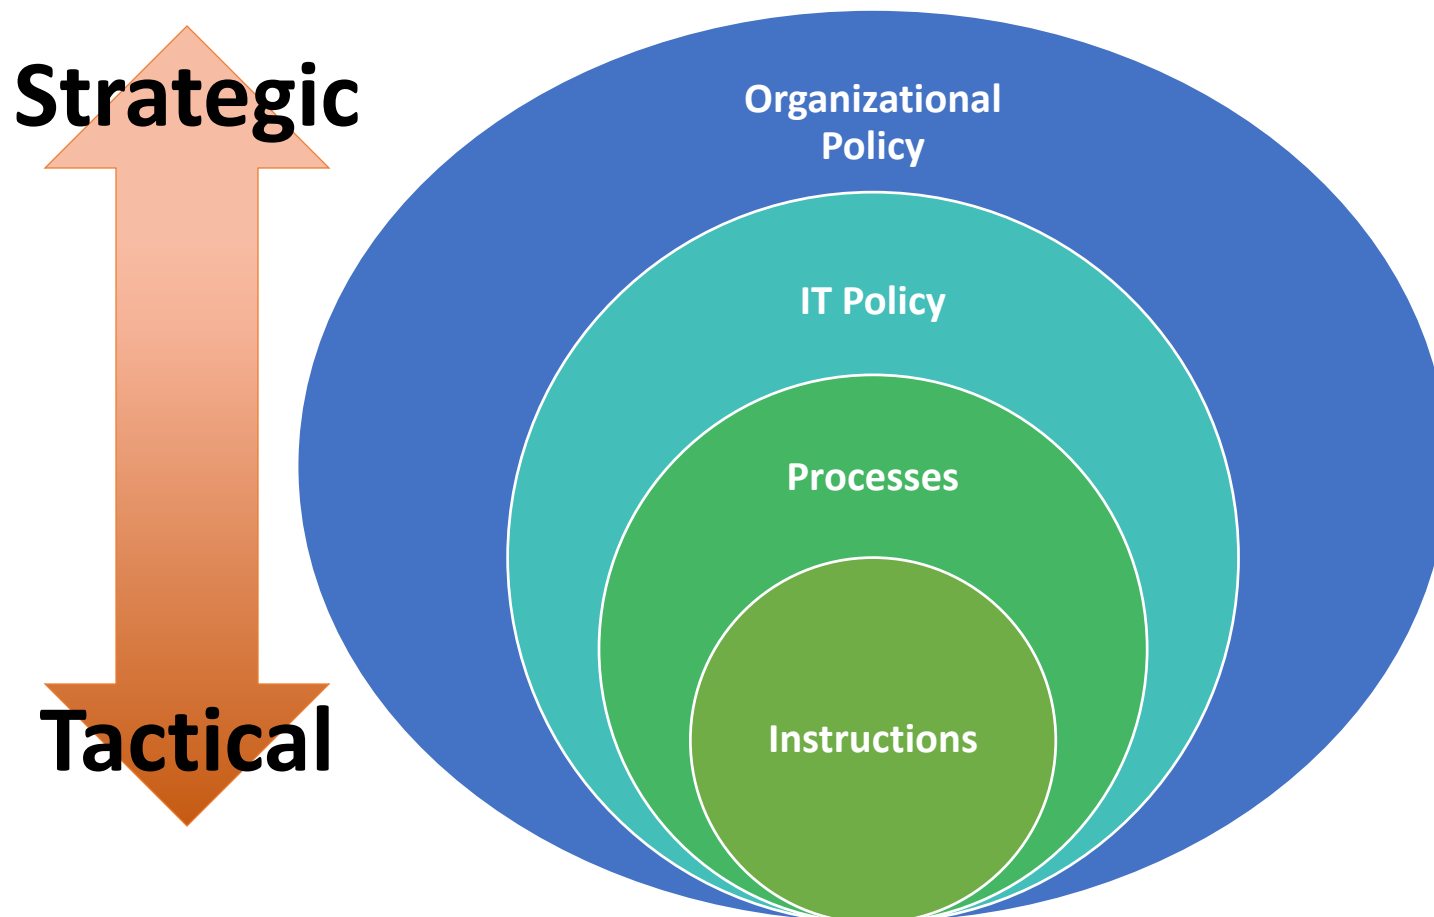 Strategic
Organizational
Policy
IT Policy
Processes
Tactical
Instructions